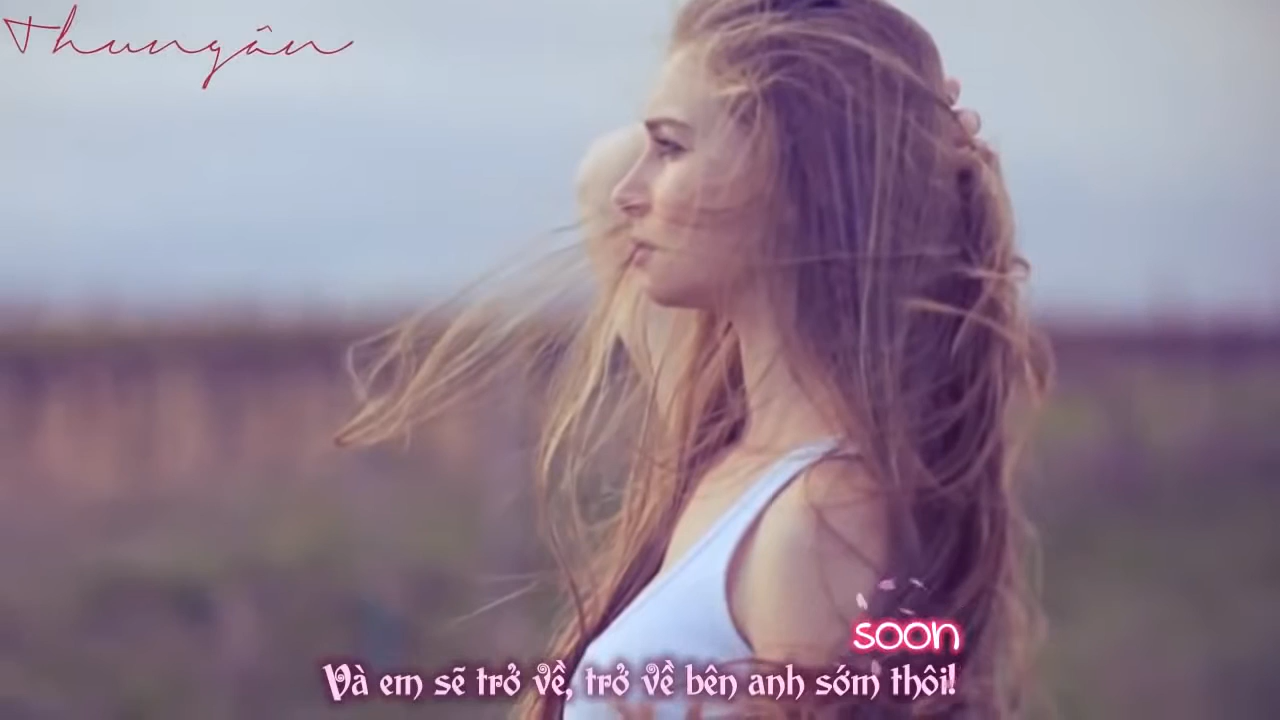 Thungân
soon
Và em sẽ trở về, trở về bên anh sớm thôi!